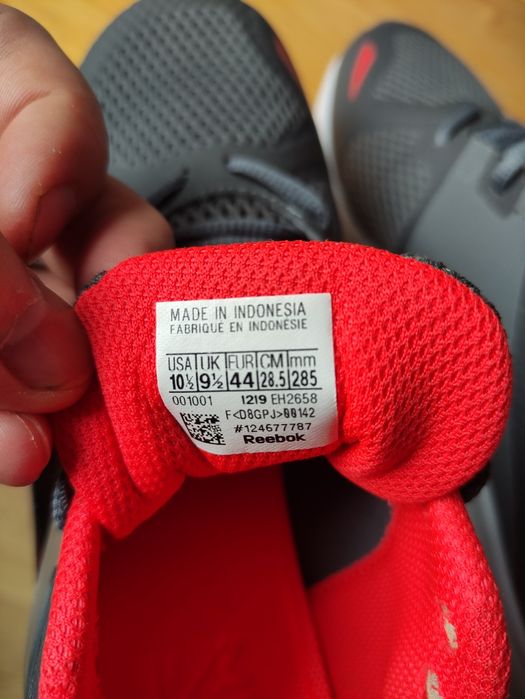 MADE IN INDONESIA
FABRIQUÉ EN INDONÉSIE
USA UK EUR CM mm
10½ 9½ 44 28.5 285
001001 1219 EH2658
F<D8GPJ>00142
#124677787
Reebok